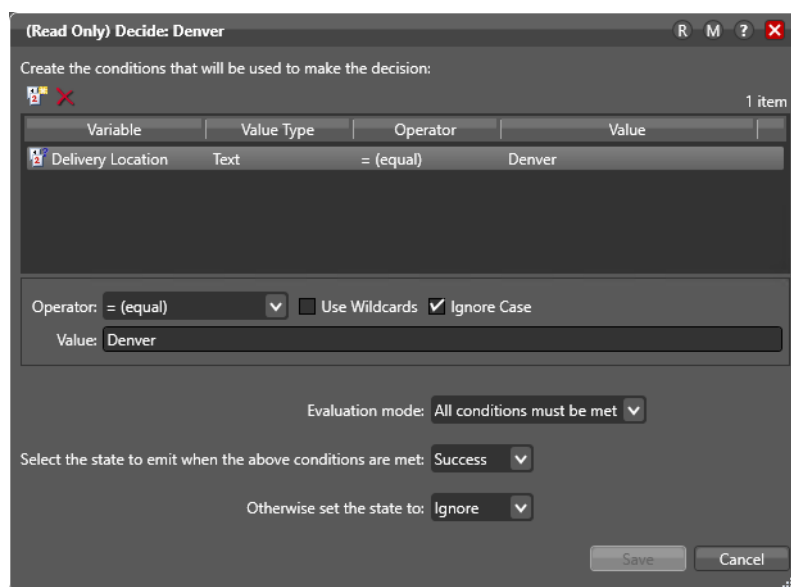 (Read Only) Decide: Denver R M ? X
Create the conditions that will be used to make the decision:
1 item
Variable Value Type Operator Value
Delivery Location Text = (equal) Denver
Operator: = (equal) Use Wildcards Ignore Case
Value: Denver
Evaluation mode: All conditions must be met
Select the state to emit when the above conditions are met: Success
Otherwise set the state to: Ignore
Save Cancel